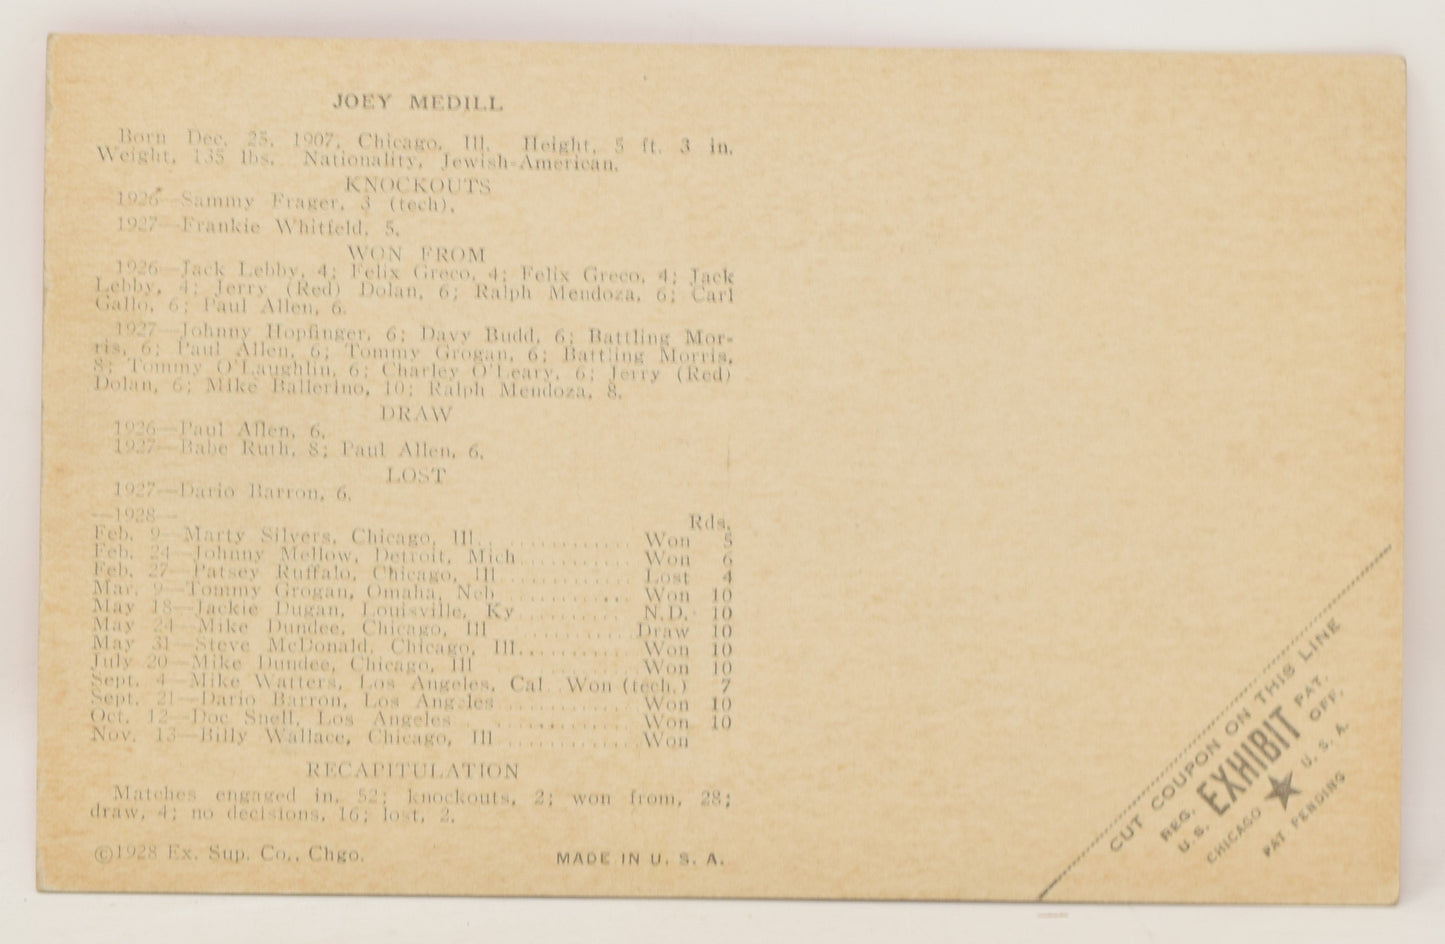 JOEY MEDILL
Born Dec. 25, 1907, Chicago, Ill. Height, 5 ft. 3 in.
Weight, 135 lbs. Nationality, Jewish-American.
KNOCKOUTS
1926—Sammy Frager, 3 (tech).
1927—Frankie Whitfeld, 5.
WON FROM
1926—Jack Lebby, 4; Felix Greco, 4; Felix Greco, 4; Jack
Lebby, 4; Jerry (Red) Dolan, 6; Ralph Mendoza, 6; Carl
Gallo, 6; Paul Allen, 6.
1927—Johnny Hopfinger, 6; Davy Budd, 6; Battling Mor-
ris, 6; Paul Allen, 6; Tommy Grogan, 6; Battling Morris,
8; Tommy O'Laughlin, 6; Charley O'Leary, 6; Jerry (Red)
Dolan, 6; Mike Ballerino, 10; Ralph Mendoza, 8.
DRAW
1926—Paul Allen, 6.
1927—Babe Ruth, 8; Paul Allen, 6.
LOST
1927—Dario Barron, 6.
—1928— Rds.
Feb. 9—Marty Silvers, Chicago, Ill. ............ Won 5
Feb. 24—Johnny Mellow, Detroit, Mich ........... Won 6
Feb. 27—Patsey Ruffalo, Chicago, Ill ............ Lost 4
Mar. 9—Tommy Grogan, Omaha, Neb ........... Won 10
May 18—Jackie Dugan, Louisville, Ky .......... N.D. 10
May 24—Mike Dundee, Chicago, Ill ........... Draw 10
May 31—Steve McDonald, Chicago, Ill........... Won 10
July 20—Mike Dundee, Chicago, Ill ........... Won 10
Sept. 4—Mike Watters, Los Angeles, Cal. Won (tech.) 7
Sept. 21—Dario Barron, Los Angeles ............ Won 10
Oct. 12—Doc Snell, Los Angeles ............ Won 10
Nov. 13—Billy Wallace, Chicago, Ill ............ Won
RECAPITULATION
Matches engaged in, 52; knockouts, 2; won from, 28;
draw, 4; no decisions, 16; lost, 2.
©1928 Ex. Sup. Co., Chgo. MADE IN U. S. A.
CUT COUPON ON THIS LINE
REG. EXHIBIT PAT.
U. S. OFF.
CHICAGO ★ U. S. A.
PAT PENDING